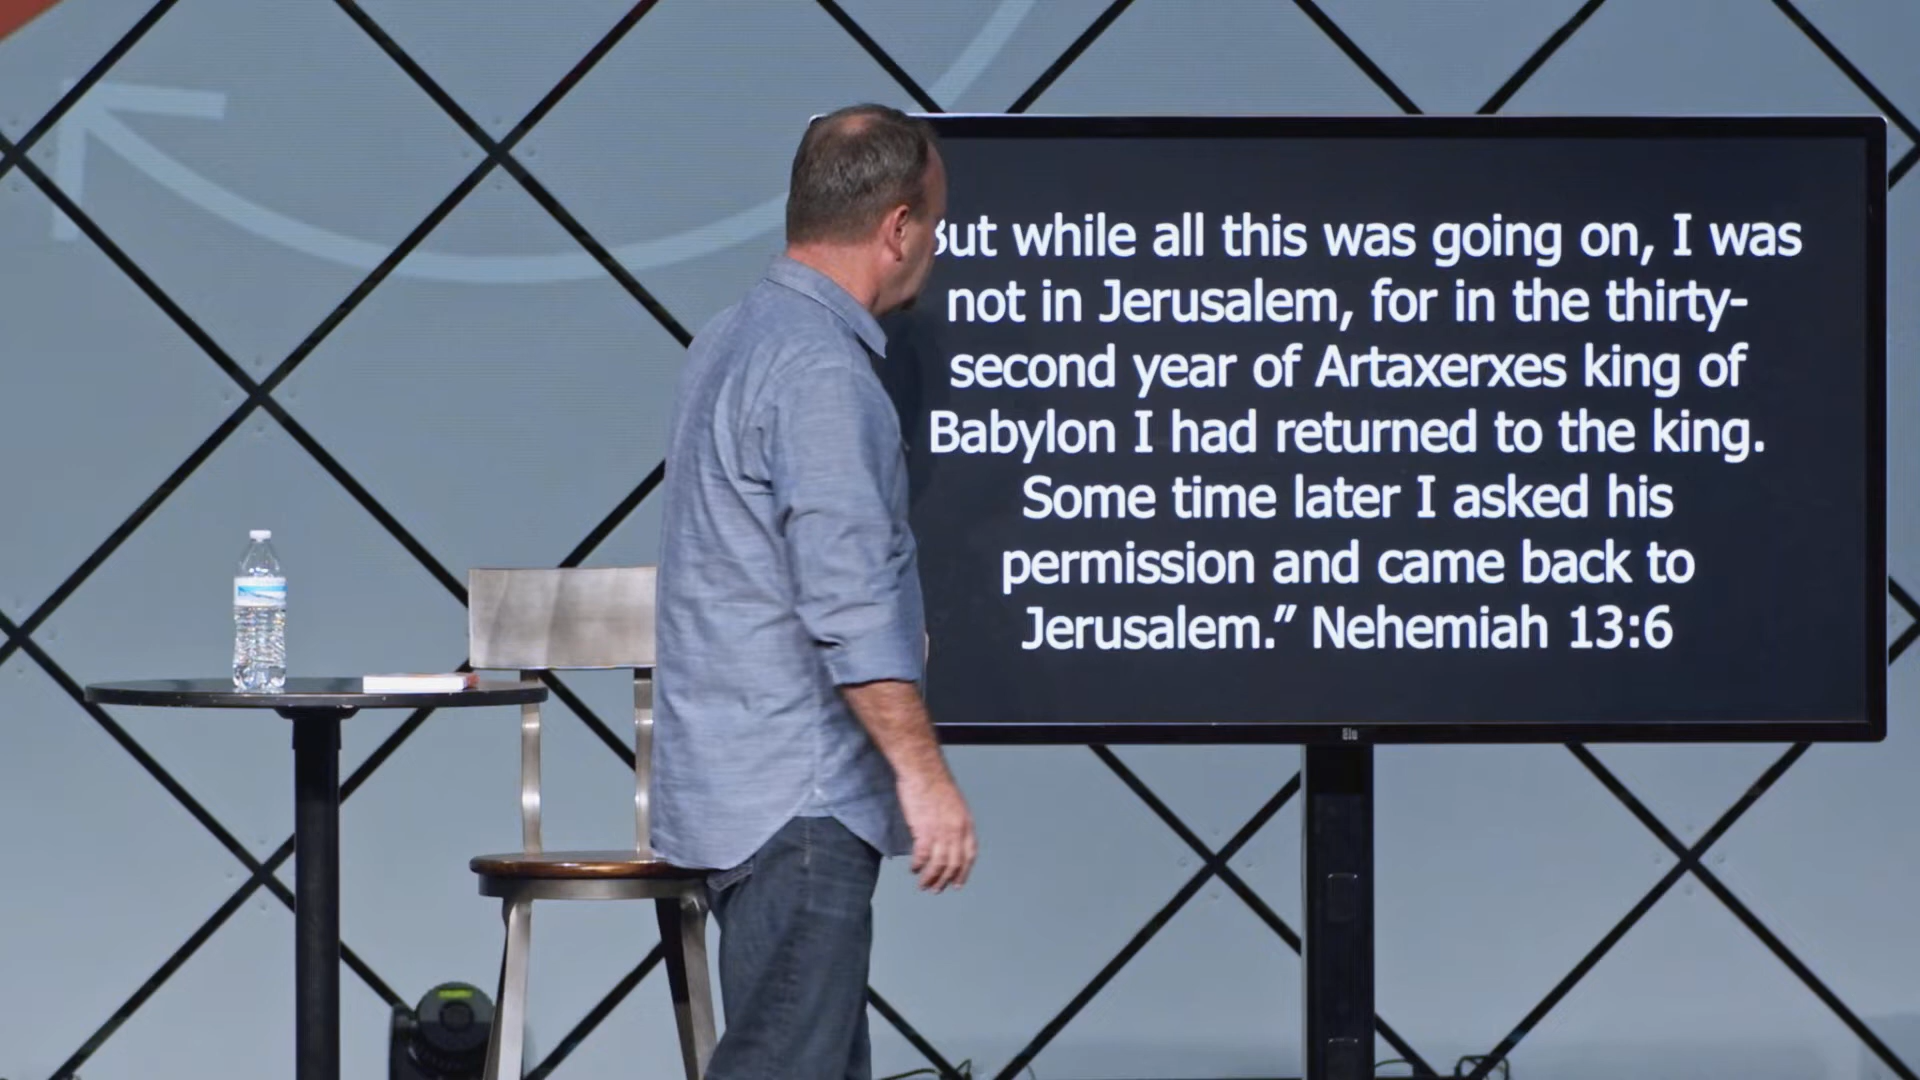 But while all this was going on, I was
not in Jerusalem, for in the thirty-
second year of Artaxerxes king of
Babylon I had returned to the king.
Some time later I asked his
permission and came back to
Jerusalem.” Nehemiah 13:6
elo